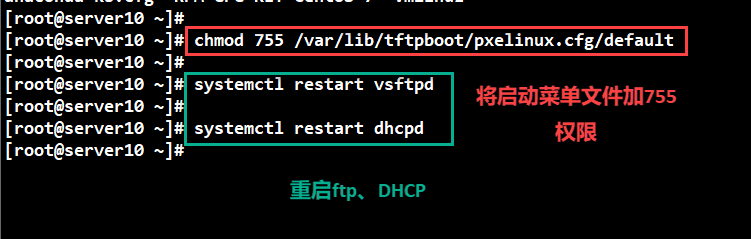 [root@server10 ~]#
[root@server10 ~]# chmod 755 /var/lib/tftpboot/pxelinux.cfg/default
[root@server10 ~]#
[root@server10 ~]# systemctl restart vsftpd
[root@server10 ~]#
[root@server10 ~]# systemctl restart dhcpd
[root@server10 ~]#
将启动菜单文件加755
权限
重启ftp、DHCP